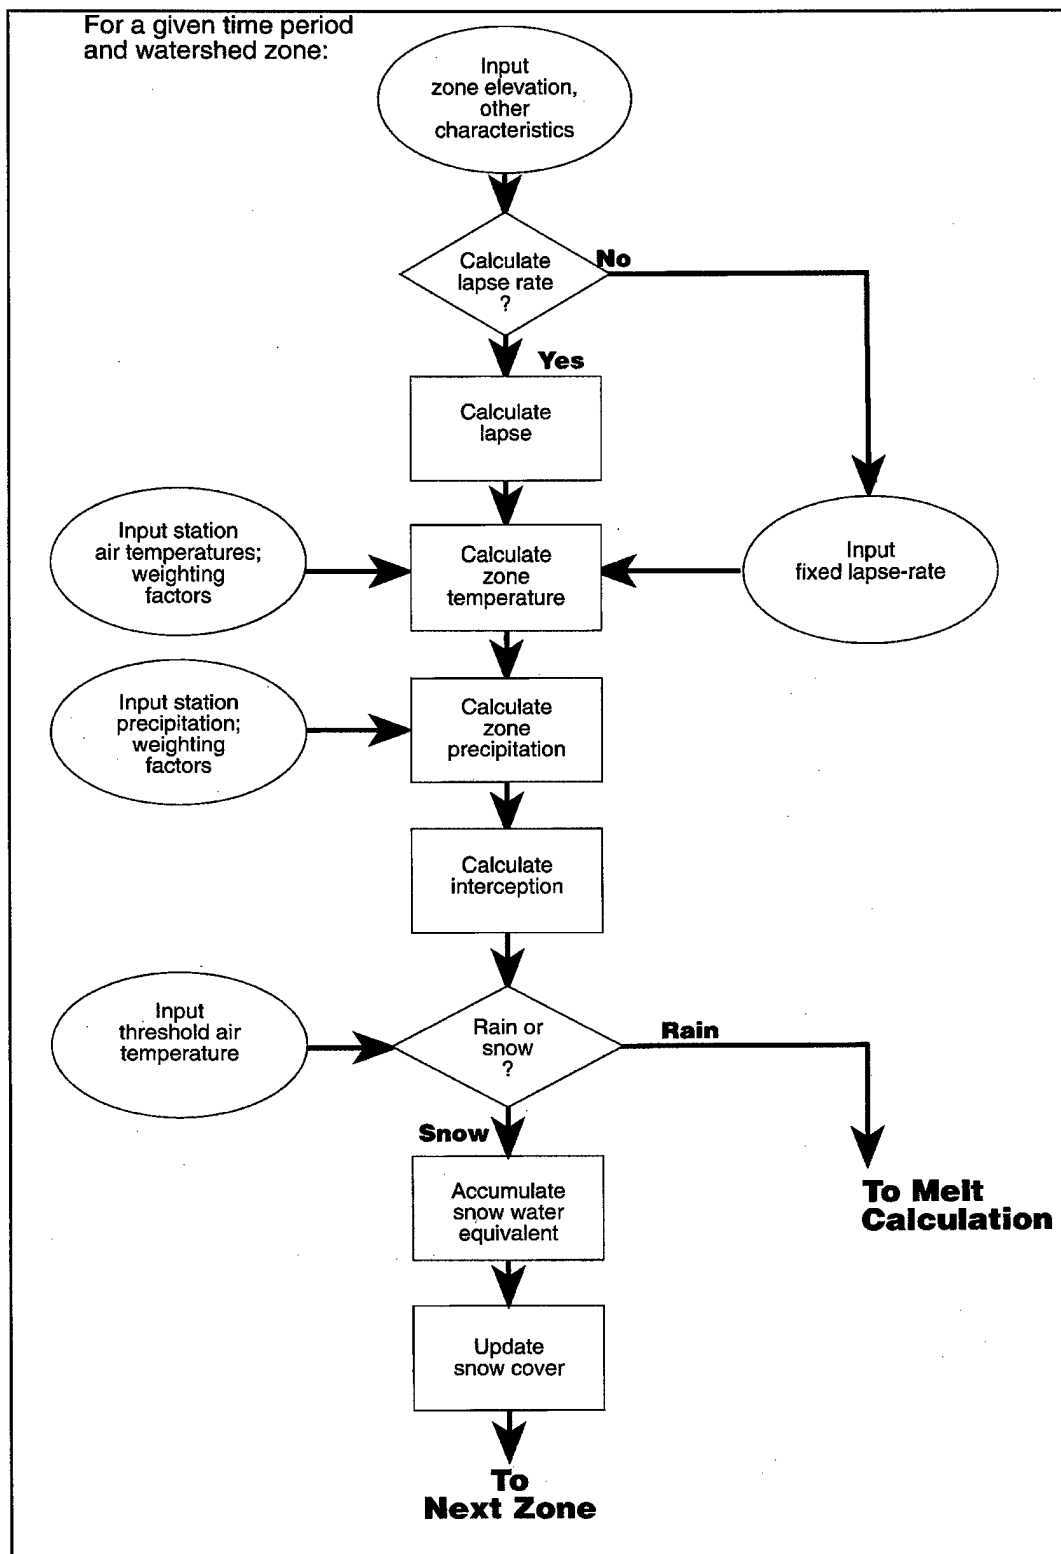 For a given time period
and watershed zone:
Input
zone elevation,
other
characteristics
Calculate
lapse rate
?
No
Yes
Calculate
lapse
Input station
air temperatures;
weighting
factors
Calculate
zone
temperature
Input
fixed lapse-rate
Input station
precipitation;
weighting
factors
Calculate
zone
precipitation
Calculate
interception
Input
threshold air
temperature
Rain or
snow
?
Rain
Snow
To Melt
Calculation
Accumulate
snow water
equivalent
Update
snow cover
To
Next Zone